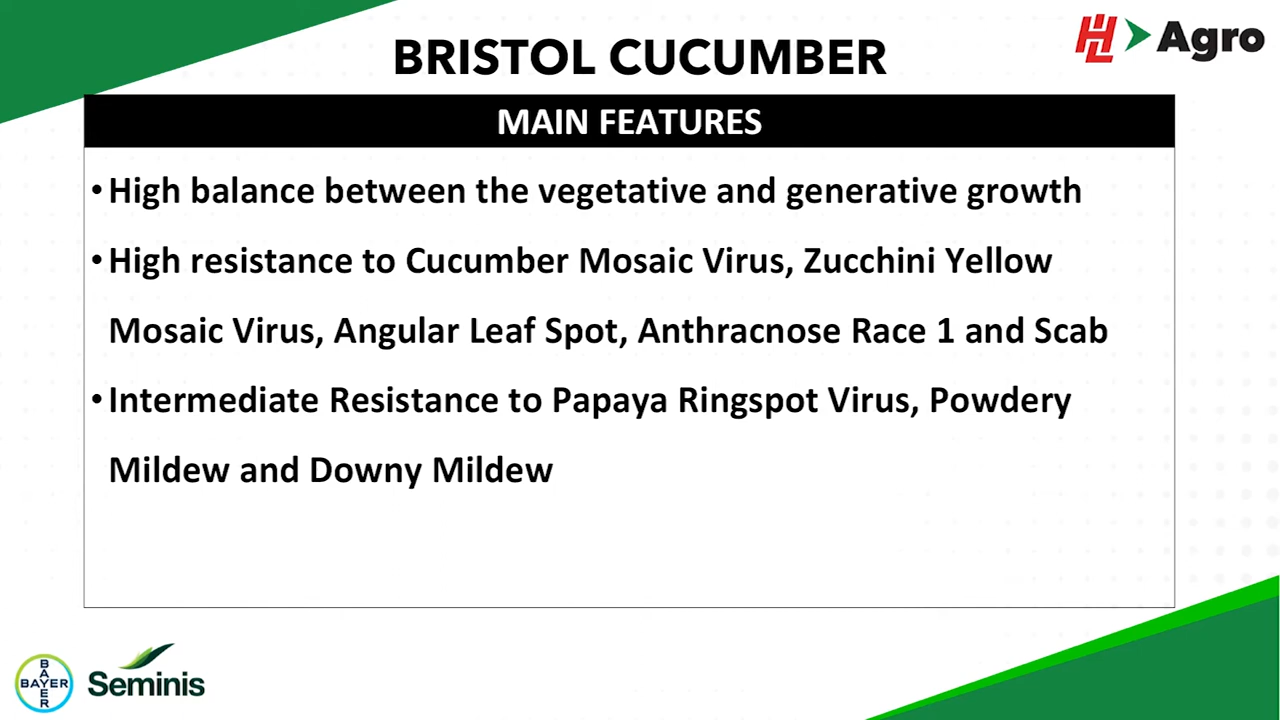 BRISTOL CUCUMBER
HL Agro
MAIN FEATURES
•High balance between the vegetative and generative growth
•High resistance to Cucumber Mosaic Virus, Zucchini Yellow
Mosaic Virus, Angular Leaf Spot, Anthracnose Race 1 and Scab
•Intermediate Resistance to Papaya Ringspot Virus, Powdery
Mildew and Downy Mildew
BAYER
BAYER
Seminis